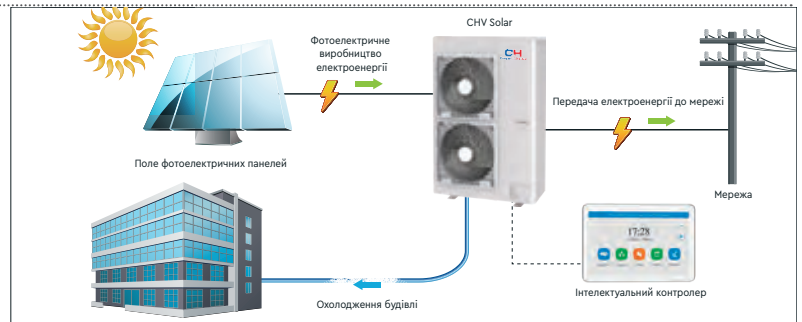 CHV Solar
Фотоелектричне
виробництво
електроенергії
CH
Передача електроенергії до мережі
Поле фотоелектричних панелей
Мережа
17:28
Інтелектуальний контролер
Охолодження будівлі